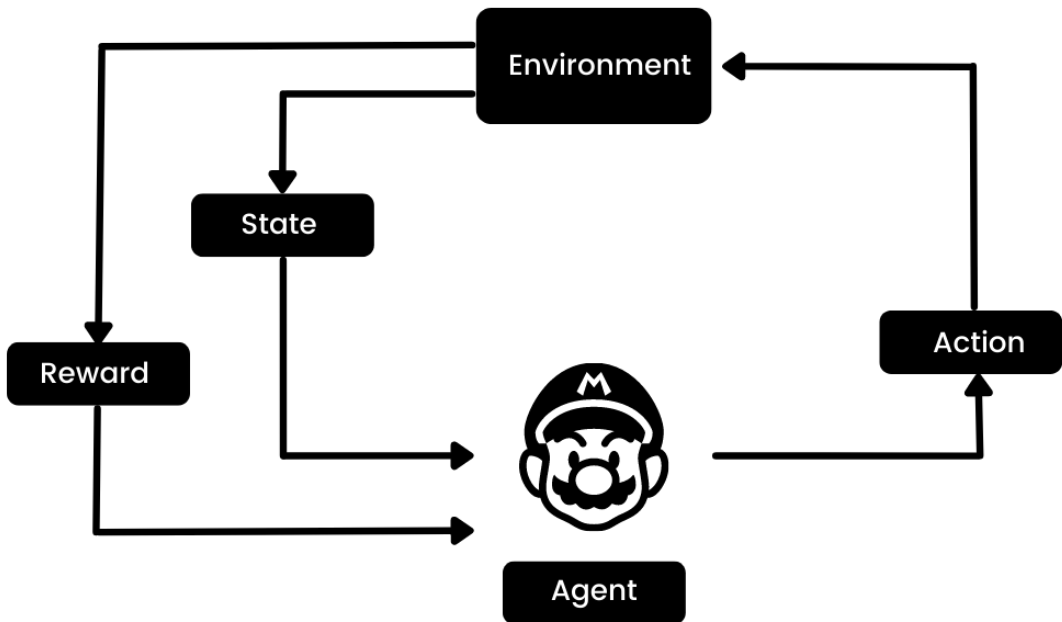 Environment
State
Action
Reward
M
Agent